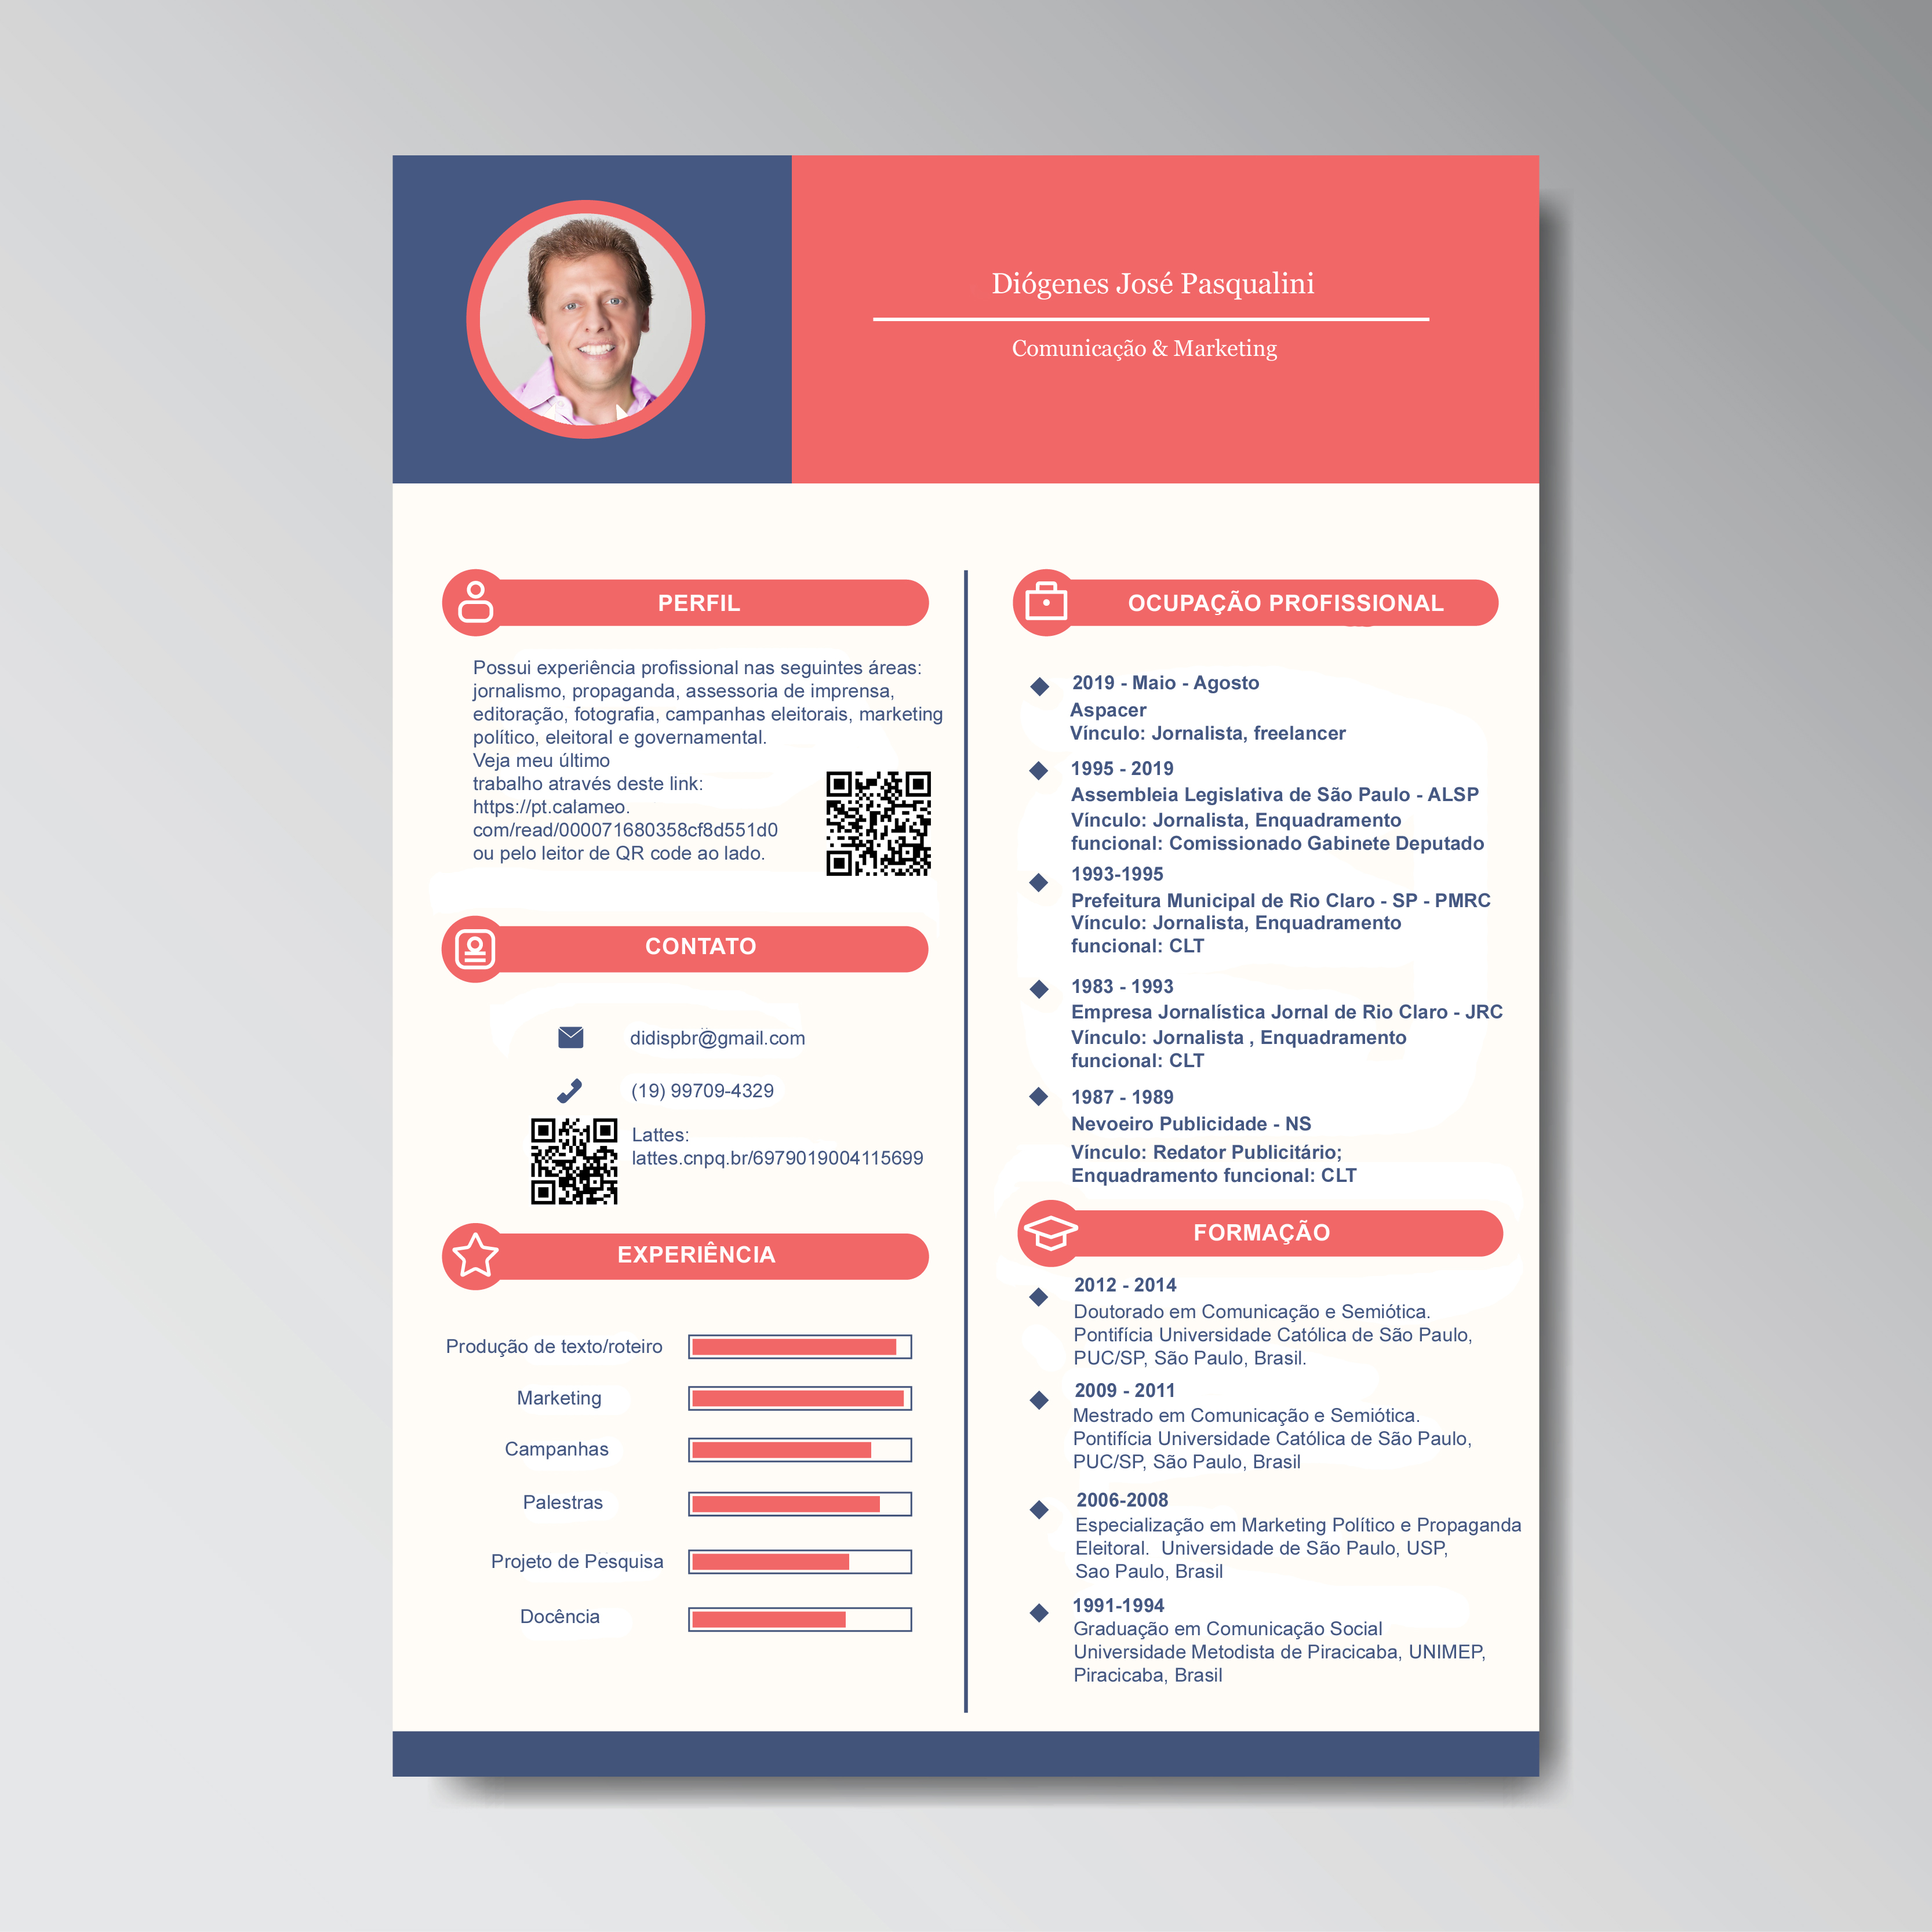 Diógenes José Pasqualini
Comunicação & Marketing
PERFIL
Possui experiência profissional nas seguintes áreas:
jornalismo, propaganda, assessoria de imprensa,
editoração, fotografia, campanhas eleitorais, marketing
político, eleitoral e governamental.
Veja meu último
trabalho através deste link:
https://pt.calameo.
com/read/000071680358cf8d551d0
ou pelo leitor de QR code ao lado.
CONTATO
didispbr@gmail.com
(19) 99709-4329
Lattes:
lattes.cnpq.br/6979019004115699
EXPERIÊNCIA
Produção de texto/roteiro
Marketing
Campanhas
Palestras
Projeto de Pesquisa
Docência
OCUPAÇÃO PROFISSIONAL
2019 - Maio - Agosto
Aspacer
Vínculo: Jornalista, freelancer
1995 - 2019
Assembleia Legislativa de São Paulo - ALSP
Vínculo: Jornalista, Enquadramento
funcional: Comissionado Gabinete Deputado
1993-1995
Prefeitura Municipal de Rio Claro - SP - PMRC
Vínculo: Jornalista, Enquadramento
funcional: CLT
1983 - 1993
Empresa Jornalística Jornal de Rio Claro - JRC
Vínculo: Jornalista , Enquadramento
funcional: CLT
1987 - 1989
Nevoeiro Publicidade - NS
Vínculo: Redator Publicitário;
Enquadramento funcional: CLT
FORMAÇÃO
2012 - 2014
Doutorado em Comunicação e Semiótica.
Pontifícia Universidade Católica de São Paulo,
PUC/SP, São Paulo, Brasil.
2009 - 2011
Mestrado em Comunicação e Semiótica.
Pontifícia Universidade Católica de São Paulo,
PUC/SP, São Paulo, Brasil
2006-2008
Especialização em Marketing Político e Propaganda
Eleitoral.  Universidade de São Paulo, USP,
Sao Paulo, Brasil
1991-1994
Graduação em Comunicação Social
Universidade Metodista de Piracicaba, UNIMEP,
Piracicaba, Brasil